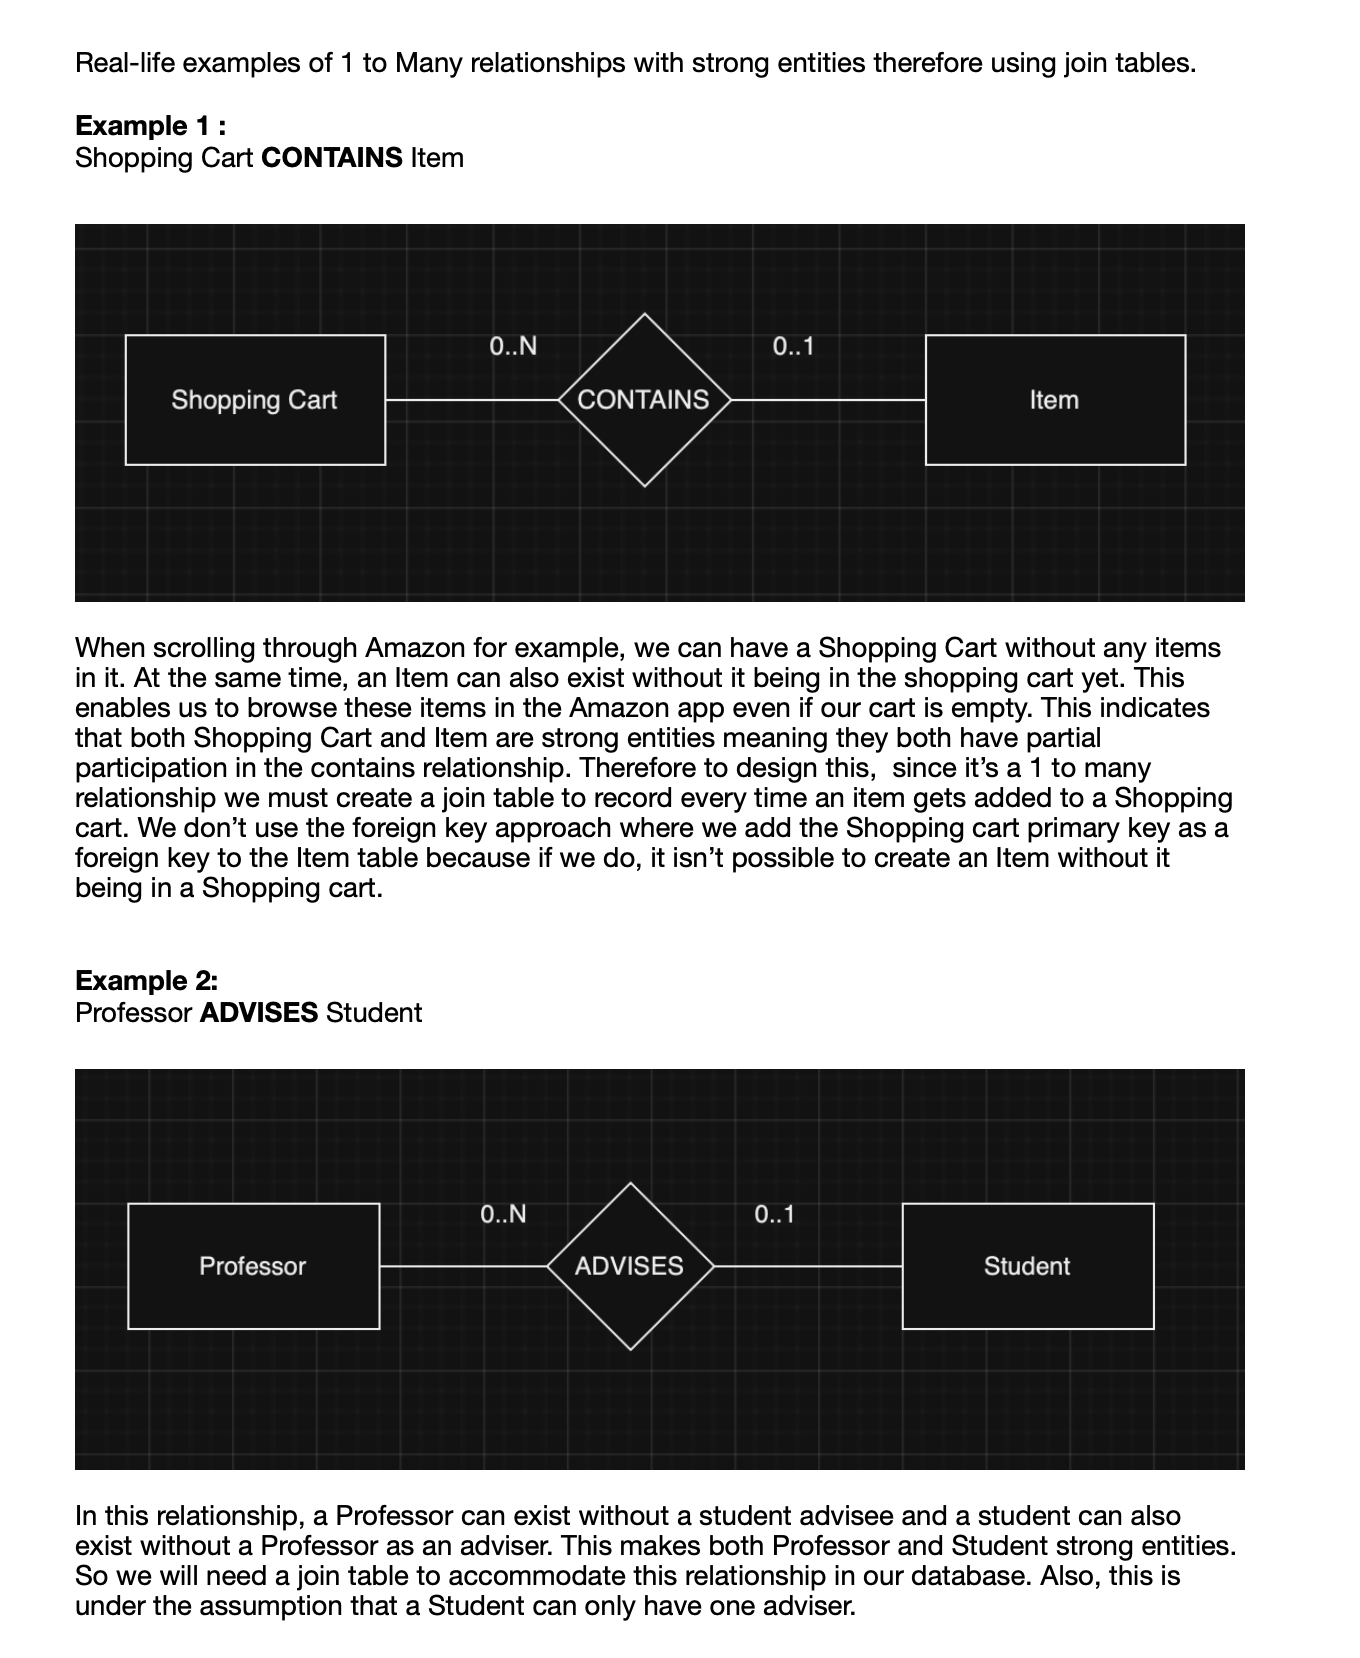 Real-life examples of 1 to Many relationships with strong entities therefore using join tables.
Example 1 :
Shopping Cart CONTAINS Item
0..N
0..1
Shopping Cart
CONTAINS
Item
When scrolling through Amazon for example, we can have a Shopping Cart without any items
in it. At the same time, an Item can also exist without it being in the shopping cart yet. This
enables us to browse these items in the Amazon app even if our cart is empty. This indicates
that both Shopping Cart and Item are strong entities meaning they both have partial
participation in the contains relationship. Therefore to design this,  since it’s a 1 to many
relationship we must create a join table to record every time an item gets added to a Shopping
cart. We don’t use the foreign key approach where we add the Shopping cart primary key as a
foreign key to the Item table because if we do, it isn’t possible to create an Item without it
being in a Shopping cart.
Example 2:
Professor ADVISES Student
0..N
0..1
Professor
ADVISES
Student
In this relationship, a Professor can exist without a student advisee and a student can also
exist without a Professor as an adviser. This makes both Professor and Student strong entities.
So we will need a join table to accommodate this relationship in our database. Also, this is
under the assumption that a Student can only have one adviser.